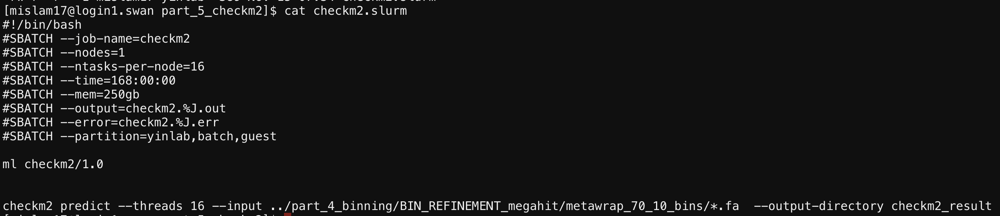 [mislam17@login1.swan part_5_checkm2]$ cat checkm2.slurm
#!/bin/bash
#SBATCH --job-name=checkm2
#SBATCH --nodes=1
#SBATCH --ntasks-per-node=16
#SBATCH --time=168:00:00
#SBATCH --mem=250gb
#SBATCH --output=checkm2.%J.out
#SBATCH --error=checkm2.%J.err
#SBATCH --partition=yinlab,batch,guest
ml checkm2/1.0
checkm2 predict --threads 16 --input ../part_4_binning/BIN_REFINEMENT_megahit/metawrap_70_10_bins/*.fa  --output-directory checkm2_result